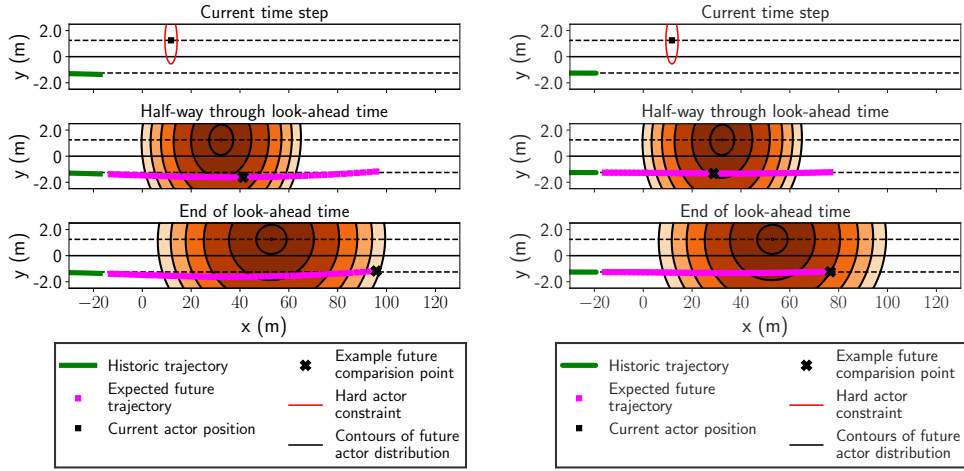 Current time step
2.0
0
-2.0
y (m)
Half-way through look-ahead time
2.0
0
-2.0
y (m)
End of look-ahead time
2.0
0
-2.0
y (m)
−20 0 20 40 60 80 100 120
x (m)
Historic trajectory
Expected future
trajectory
Current actor position
Example future
comparision point
Hard actor
constraint
Contours of future
actor distribution
Current time step
2.0
0
-2.0
y (m)
Half-way through look-ahead time
2.0
0
-2.0
y (m)
End of look-ahead time
2.0
0
-2.0
y (m)
−20 0 20 40 60 80 100 120
x (m)
Historic trajectory
Expected future
trajectory
Current actor position
Example future
comparision point
Hard actor
constraint
Contours of future
actor distribution